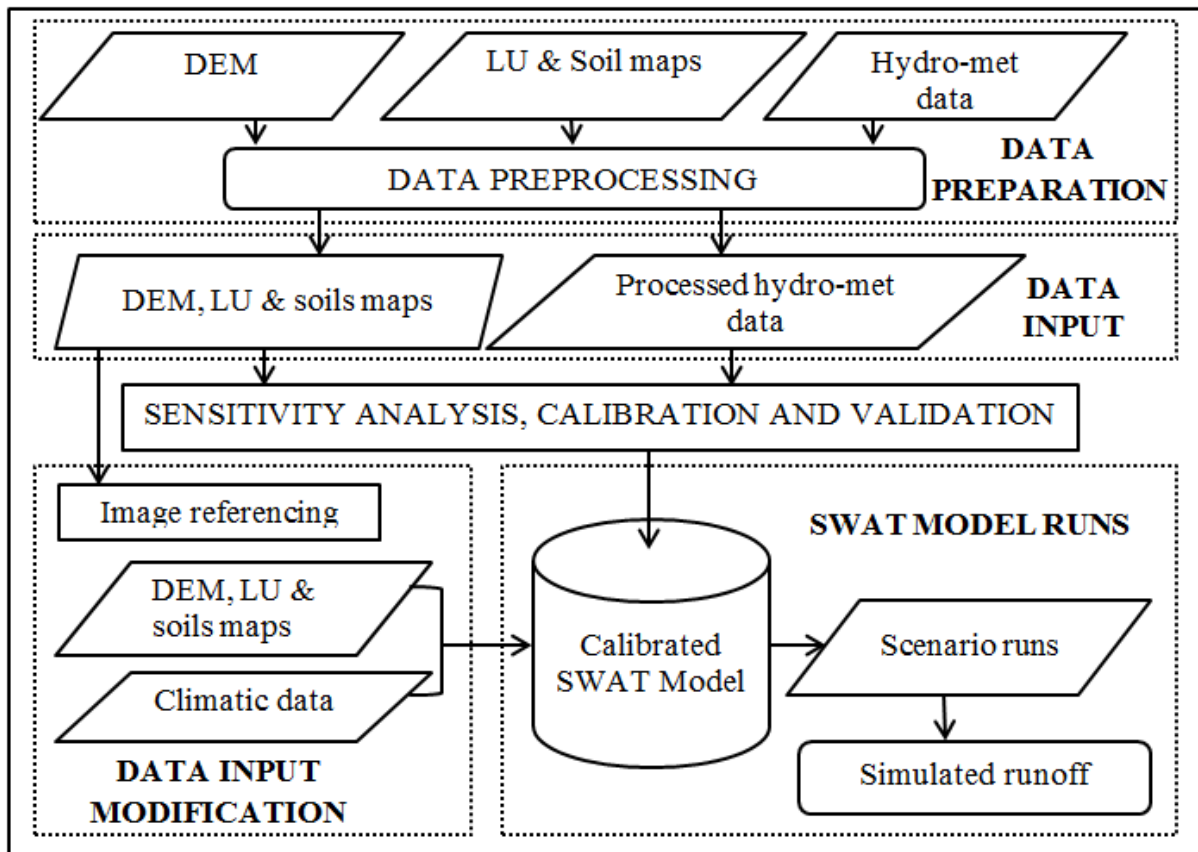 DEM
LU & Soil maps
Hydro-met
data
DATA PREPROCESSING
DATA
PREPARATION
DEM, LU & soils maps
Processed hydro-met
data
DATA
INPUT
SENSITIVITY ANALYSIS, CALIBRATION AND VALIDATION
Image referencing
DEM, LU &
soils maps
Climatic data
DATA INPUT
MODIFICATION
SWAT MODEL RUNS
Calibrated
SWAT Model
Scenario runs
Simulated runoff